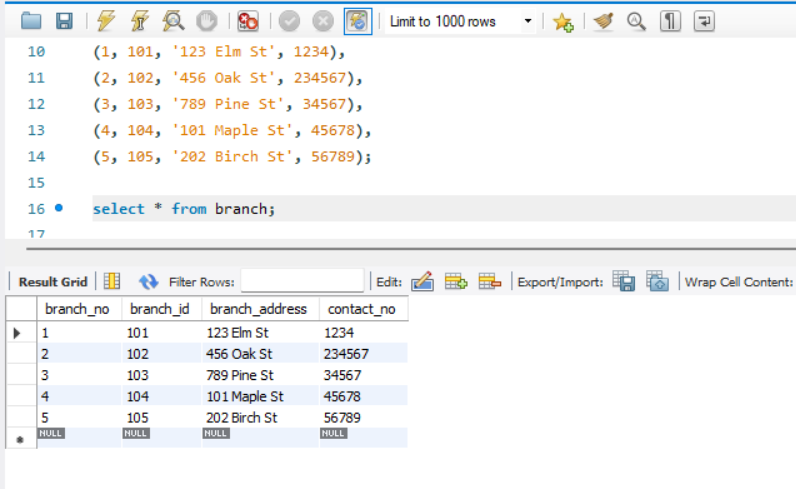 Limit to 1000 rows
10 (1, 101, '123 Elm St', 1234),
11 (2, 102, '456 Oak St', 234567),
12 (3, 103, '789 Pine St', 34567),
13 (4, 104, '101 Maple St', 45678),
14 (5, 105, '202 Birch St', 56789);
15
16 select * from branch;
17
Result Grid Filter Rows: Edit: Export/Import: Wrap Cell Content:
branch_no branch_id branch_address contact_no
1 101 123 Elm St 1234
2 102 456 Oak St 234567
3 103 789 Pine St 34567
4 104 101 Maple St 45678
5 105 202 Birch St 56789
NULL NULL NULL NULL